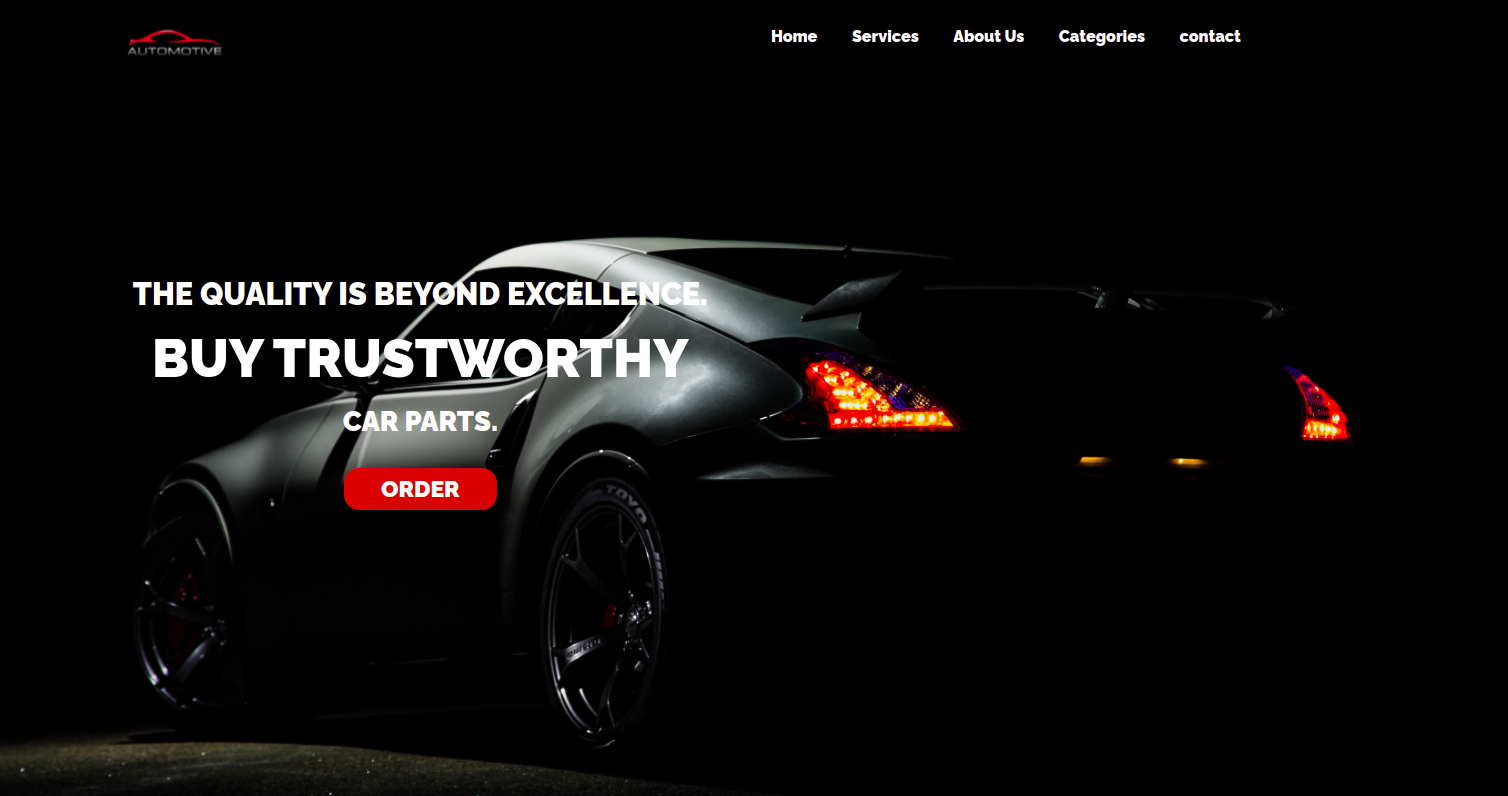 AUTOMOTIVE
Home Services About Us Categories contact
THE QUALITY IS BEYOND EXCELLENCE.
BUY TRUSTWORTHY
CAR PARTS.
ORDER
TOYO